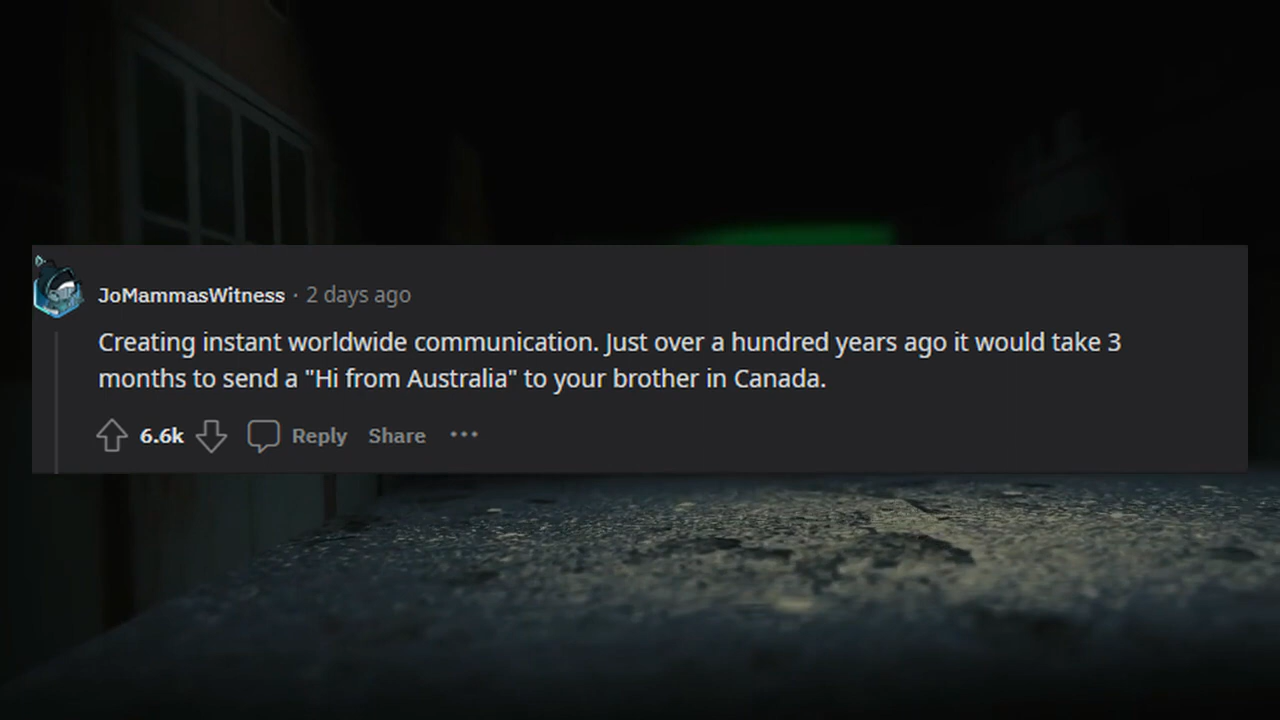 JoMammasWitness · 2 days ago
Creating instant worldwide communication. Just over a hundred years ago it would take 3
months to send a "Hi from Australia" to your brother in Canada.
6.6k Reply Share ···